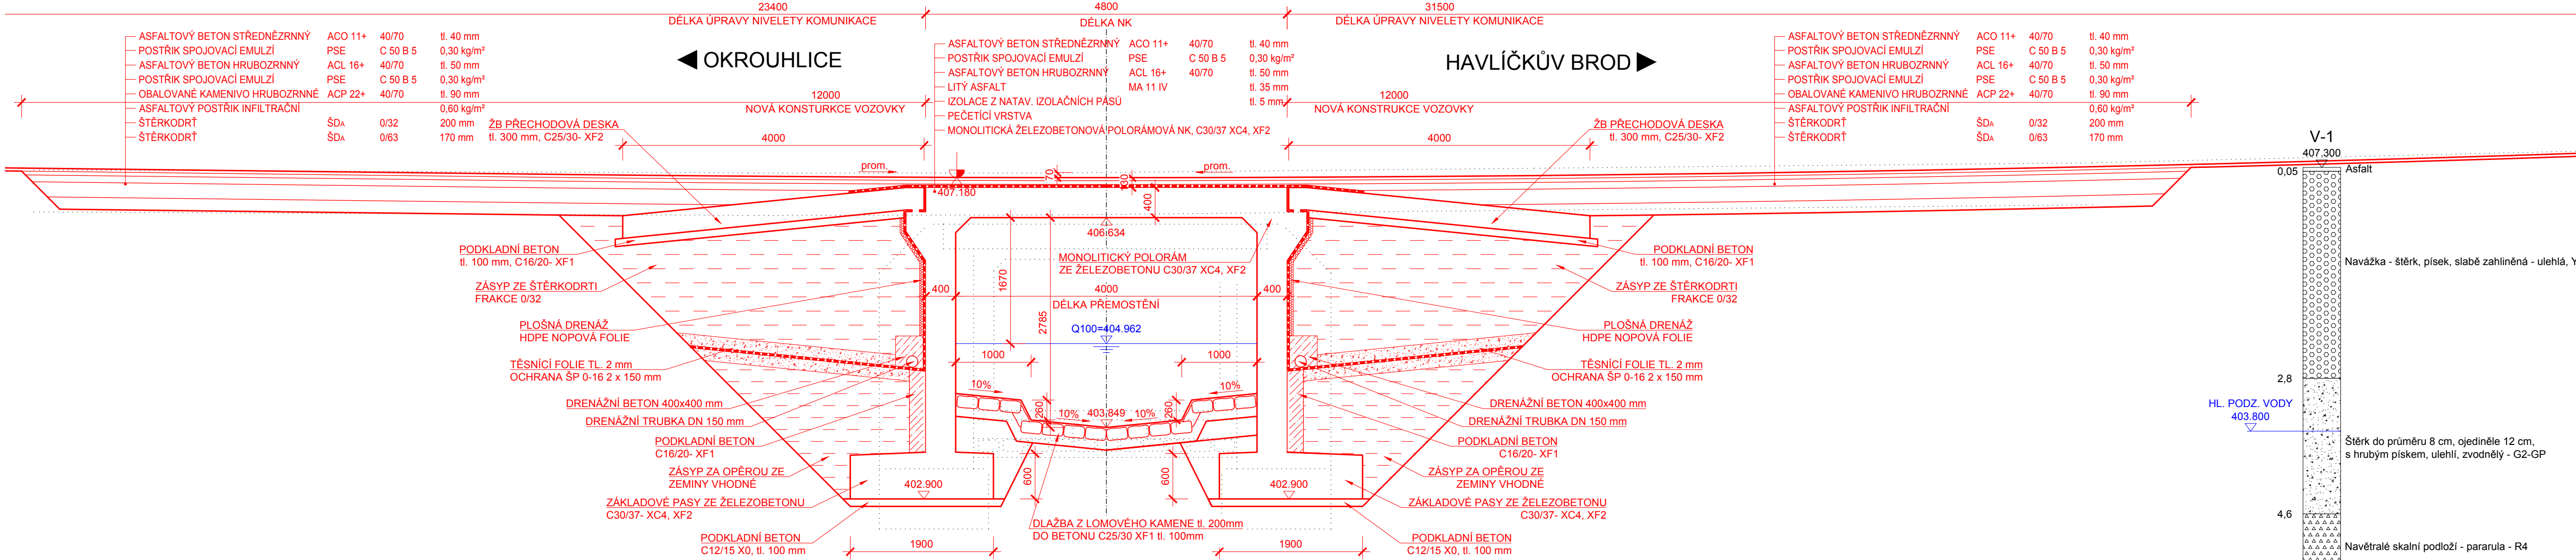 23400
DÉLKA ÚPRAVY NIVELETY KOMUNIKACE
4800
DÉLKA NK
31500
DÉLKA ÚPRAVY NIVELETY KOMUNIKACE
ASFALTOVÝ BETON STŘEDNĚZRNNÝ ACO 11+ 40/70 tl. 40 mm
POSTŘIK SPOJOVACÍ EMULZÍ PSE C 50 B 5 0,30 kg/m²
ASFALTOVÝ BETON HRUBOZRNNÝ ACL 16+ 40/70 tl. 50 mm
POSTŘIK SPOJOVACÍ EMULZÍ PSE C 50 B 5 0,30 kg/m²
OBALOVANÉ KAMENIVO HRUBOZRNNÉ ACP 22+ 40/70 tl. 90 mm
ASFALTOVÝ POSTŘIK INFILTRAČNÍ 0,60 kg/m²
ŠTĚRKODRŤ ŠDA 0/32 200 mm
ŠTĚRKODRŤ ŠDA 0/63 170 mm
OKROUHLICE
12000
NOVÁ KONSTURKCE VOZOVKY
ŽB PŘECHODOVÁ DESKA
tl. 300 mm, C25/30- XF2
4000
ASFALTOVÝ BETON STŘEDNĚZRNNÝ ACO 11+ 40/70 tl. 40 mm
POSTŘIK SPOJOVACÍ EMULZÍ PSE C 50 B 5 0,30 kg/m²
ASFALTOVÝ BETON HRUBOZRNNÝ ACL 16+ 40/70 tl. 50 mm
LITÝ ASFALT MA 11 IV tl. 35 mm
IZOLACE Z NATAV. IZOLAČNÍCH PÁSŮ tl. 5 mm
PEČETÍCÍ VRSTVA
MONOLITICKÁ ŽELEZOBETONOVÁ POLORÁMOVÁ NK, C30/37 XC4, XF2
HAVLÍČKŮV BROD
12000
NOVÁ KONSTRUKCE VOZOVKY
4000
ŽB PŘECHODOVÁ DESKA
tl. 300 mm, C25/30- XF2
ASFALTOVÝ BETON STŘEDNĚZRNNÝ ACO 11+ 40/70 tl. 40 mm
POSTŘIK SPOJOVACÍ EMULZÍ PSE C 50 B 5 0,30 kg/m²
ASFALTOVÝ BETON HRUBOZRNNÝ ACL 16+ 40/70 tl. 50 mm
POSTŘIK SPOJOVACÍ EMULZÍ PSE C 50 B 5 0,30 kg/m²
OBALOVANÉ KAMENIVO HRUBOZRNNÉ ACP 22+ 40/70 tl. 90 mm
ASFALTOVÝ POSTŘIK INFILTRAČNÍ 0,60 kg/m²
ŠTĚRKODRŤ ŠDA 0/32 200 mm
ŠTĚRKODRŤ ŠDA 0/63 170 mm
prom.
prom.
70
130
400
407.180
406.634
PODKLADNÍ BETON
tl. 100 mm, C16/20- XF1
ZÁSYP ZE ŠTĚRKODRTI
FRAKCE 0/32
PLOŠNÁ DRENÁŽ
HDPE NOPOVÁ FOLIE
TĚSNÍCÍ FOLIE TL. 2 mm
OCHRANA ŠP 0-16 2 x 150 mm
DRENÁŽNÍ BETON 400x400 mm
DRENÁŽNÍ TRUBKA DN 150 mm
PODKLADNÍ BETON
C16/20- XF1
ZÁSYP ZA OPĚROU ZE
ZEMINY VHODNÉ
ZÁKLADOVÉ PASY ZE ŽELEZOBETONU
C30/37- XC4, XF2
PODKLADNÍ BETON
C12/15 X0, tl. 100 mm
1900
402.900
MONOLITICKÝ POLORÁM
ZE ŽELEZOBETONU C30/37 XC4, XF2
1670
2785
400
4000
400
DÉLKA PŘEMOSTĚNÍ
Q100=404.962
1000
1000
10%
10%
260
10%
403.849
10%
260
600
600
DLAŽBA Z LOMOVÉHO KAMENE tl. 200mm
DO BETONU C25/30 XF1 tl. 100mm
402.900
1900
PODKLADNÍ BETON
tl. 100 mm, C16/20- XF1
ZÁSYP ZE ŠTĚRKODRTI
FRAKCE 0/32
PLOŠNÁ DRENÁŽ
HDPE NOPOVÁ FOLIE
TĚSNÍCÍ FOLIE TL. 2 mm
OCHRANA ŠP 0-16 2 x 150 mm
DRENÁŽNÍ BETON 400x400 mm
DRENÁŽNÍ TRUBKA DN 150 mm
PODKLADNÍ BETON
C16/20- XF1
ZÁSYP ZA OPĚROU ZE
ZEMINY VHODNÉ
ZÁKLADOVÉ PASY ZE ŽELEZOBETONU
C30/37- XC4, XF2
PODKLADNÍ BETON
C12/15 X0, tl. 100 mm
V-1
407.300
0,05
Asfalt
Navážka - štěrk, písek, slabě zahliněná - ulehlá, Y
2,8
HL. PODZ. VODY
403.800
Štěrk do průměru 8 cm, ojediněle 12 cm,
s hrubým pískem, ulehlí, zvodnělý - G2-GP
4,6
Navětralé skalní podloží - pararula - R4